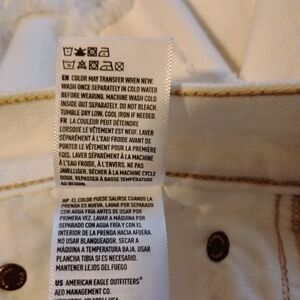 EN COLOR MAY TRANSFER WHEN NEW.
WASH ONCE SEPARATELY IN COLD WATER
BEFORE WEARING. MACHINE WASH COLD
INSIDE OUT SEPARATELY. DO NOT BLEACH.
TUMBLE DRY LOW. COOL IRON IF NEEDED.
FR LA COULEUR PEUT DÉTEINDRE
LORSQUE LE VÊTEMENT EST NEUF. LAVER
SÉPARÉMENT À L'EAU FROIDE AVANT DE
PORTER LE VÊTEMENT. LAVER
SÉPARÉMENT À LA MACHINE, À L'EAU
FROIDE, À L'ENVERS. NE PAS
JAVELLISER. SÉCHER À LA MACHINE CYCLE
DOUX. REPASSER À BASSE TEMPÉRATURE
AU BESOIN.
EL COLOR PUEDE SALIRSE CUANDO LA
PRENDA ES NUEVA. LAVAR POR SEPARADO
CON AGUA FRÍA ANTES DE USAR POR
PRIMERA VEZ. LAVAR A MÁQUINA POR
SEPARADO CON AGUA FRÍA CON EL
INTERIOR DE LA PRENDA HACIA AFUERA.
NO USAR BLANQUEADOR. SECAR A
MÁQUINA A TEMPERATURA BAJA. USAR
PLANCHA TIBIA SI ES NECESARIO.
MANTENER LEJOS DEL FUEGO
US AMERICAN EAGLE OUTFITTERS®
AEO MANAGEMENT CO.